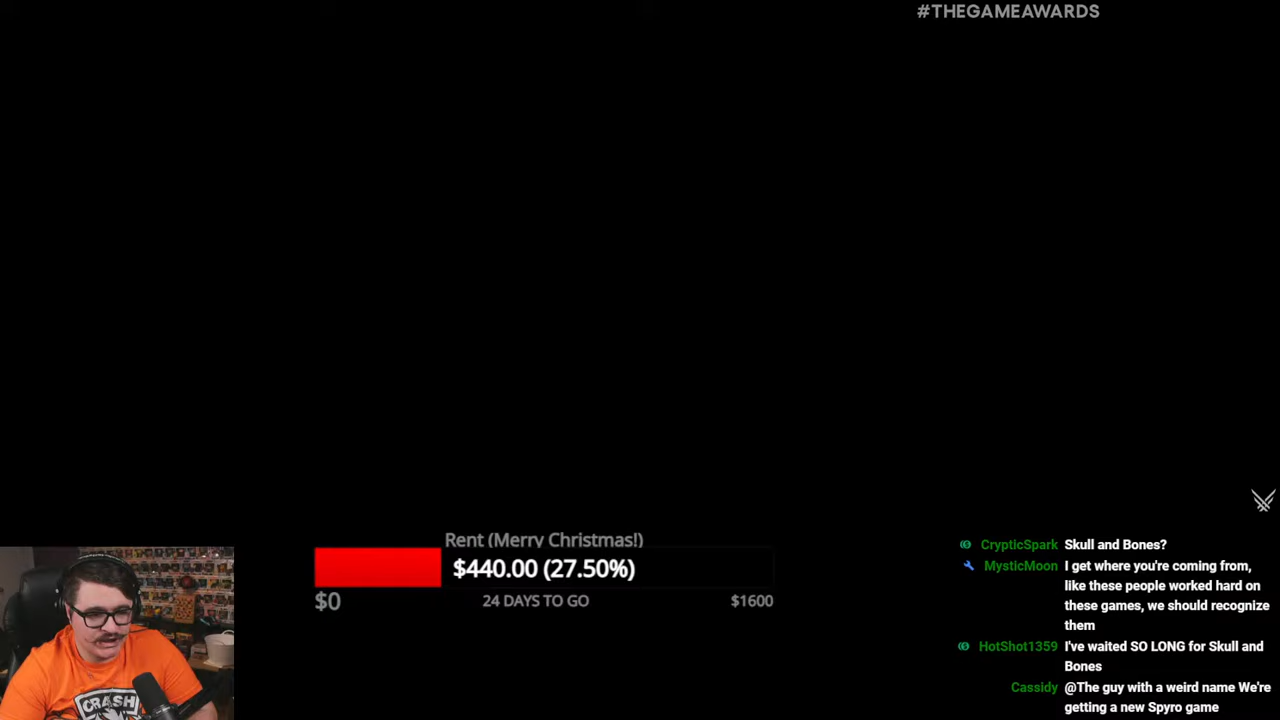 #THEGAMEAWARDS
Rent (Merry Christmas!)
$440.00 (27.50%)
$0
24 DAYS TO GO
$1600
CrypticSpark Skull and Bones?
MysticMoon I get where you're coming from,
like these people worked hard on
these games, we should recognize
them
HotShot1359 I've waited SO LONG for Skull and
Bones
Cassidy @The guy with a weird name We're
getting a new Spyro game
CRASH